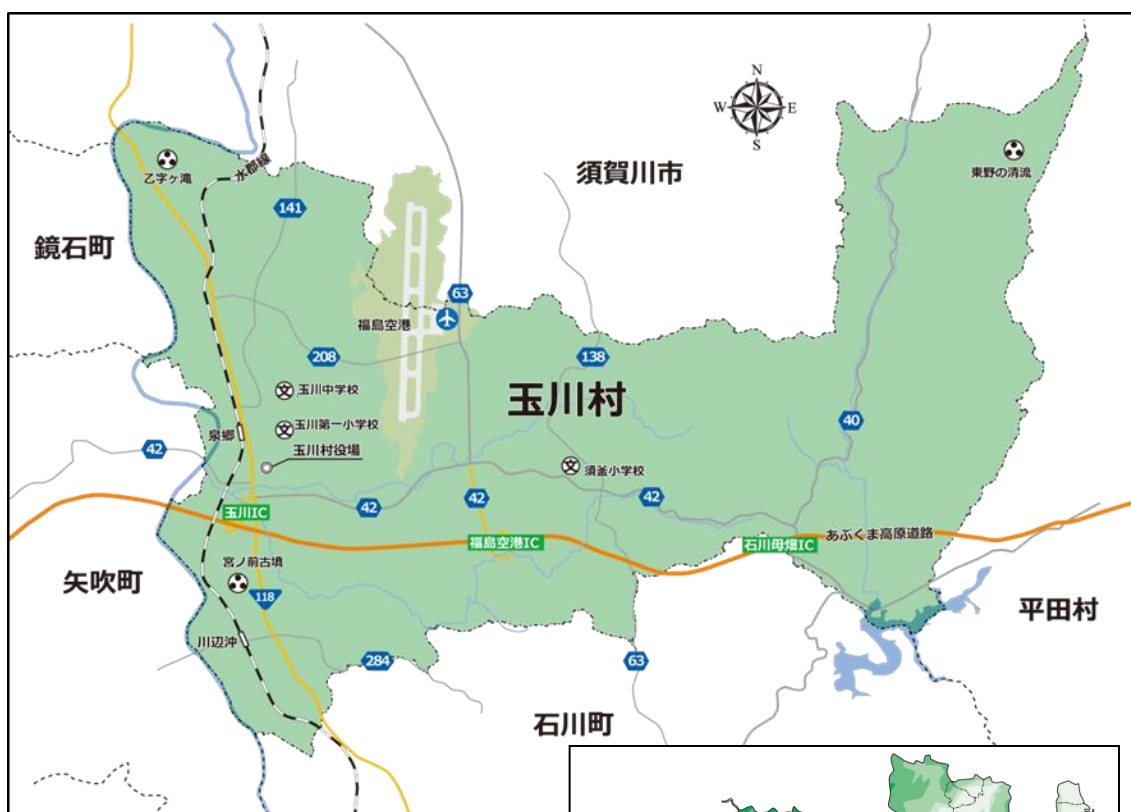 N
W
E
S
乙字ケ滝
水郡線
須賀川市
東野の清流
141
鏡石町
63
福島空港
208
138
玉川村
玉川中学校
40
玉川第一小学校
泉郷
42
玉川村役場
須釜小学校
42
42
42
玉川IC
あぶくま高原道路
福島空港IC
石川母畑IC
宮ノ前古墳
矢吹町
118
平田村
川辺沖
284
63
石川町
文
文
文